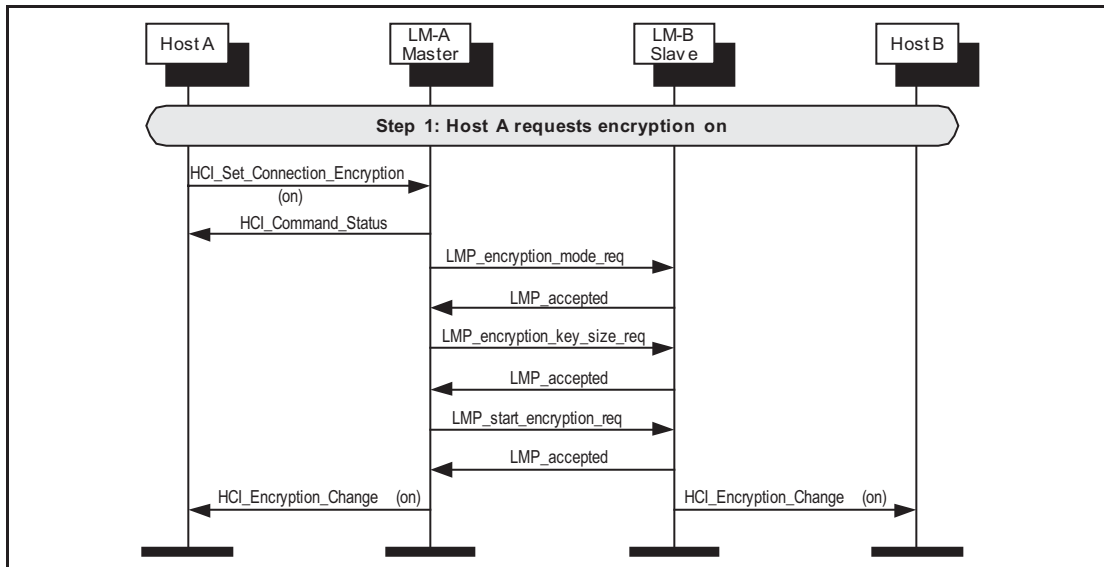 Host A
LM-A
Master
LM-B
Slave
Host B
Step 1: Host A requests encryption on
HCI_Set_Connection_Encryption
(on)
HCI_Command_Status
LMP_encryption_mode_req
LMP_accepted
LMP_encryption_key_size_req
LMP_accepted
LMP_start_encryption_req
LMP_accepted
HCI_Encryption_Change (on)
HCI_Encryption_Change (on)